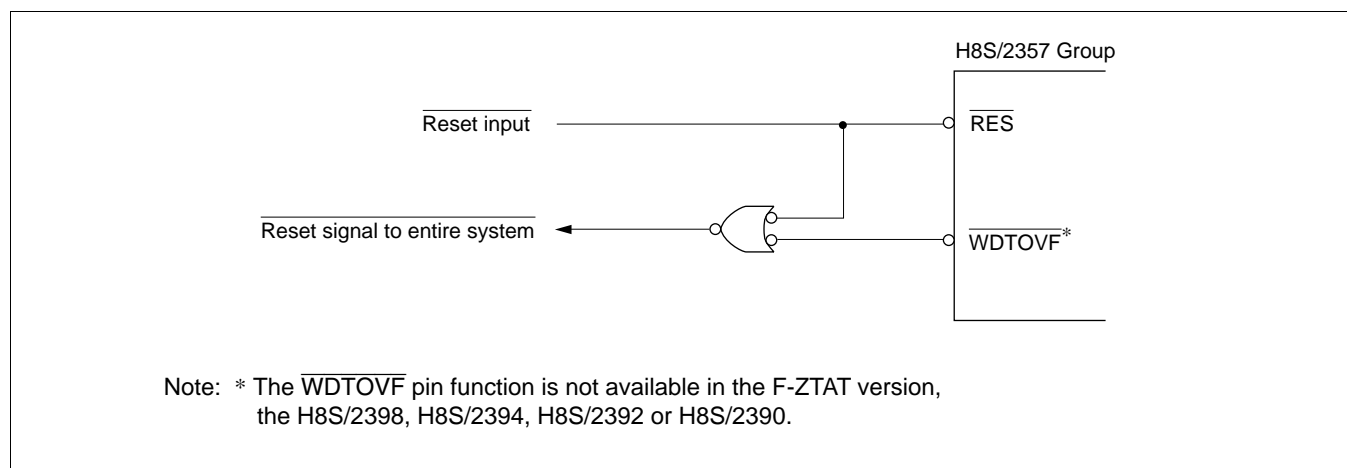 H8S/2357 Group
Reset input
RES
Reset signal to entire system
WDTOVF*
Note: * The WDTOVF pin function is not available in the F-ZTAT version,
the H8S/2398, H8S/2394, H8S/2392 or H8S/2390.